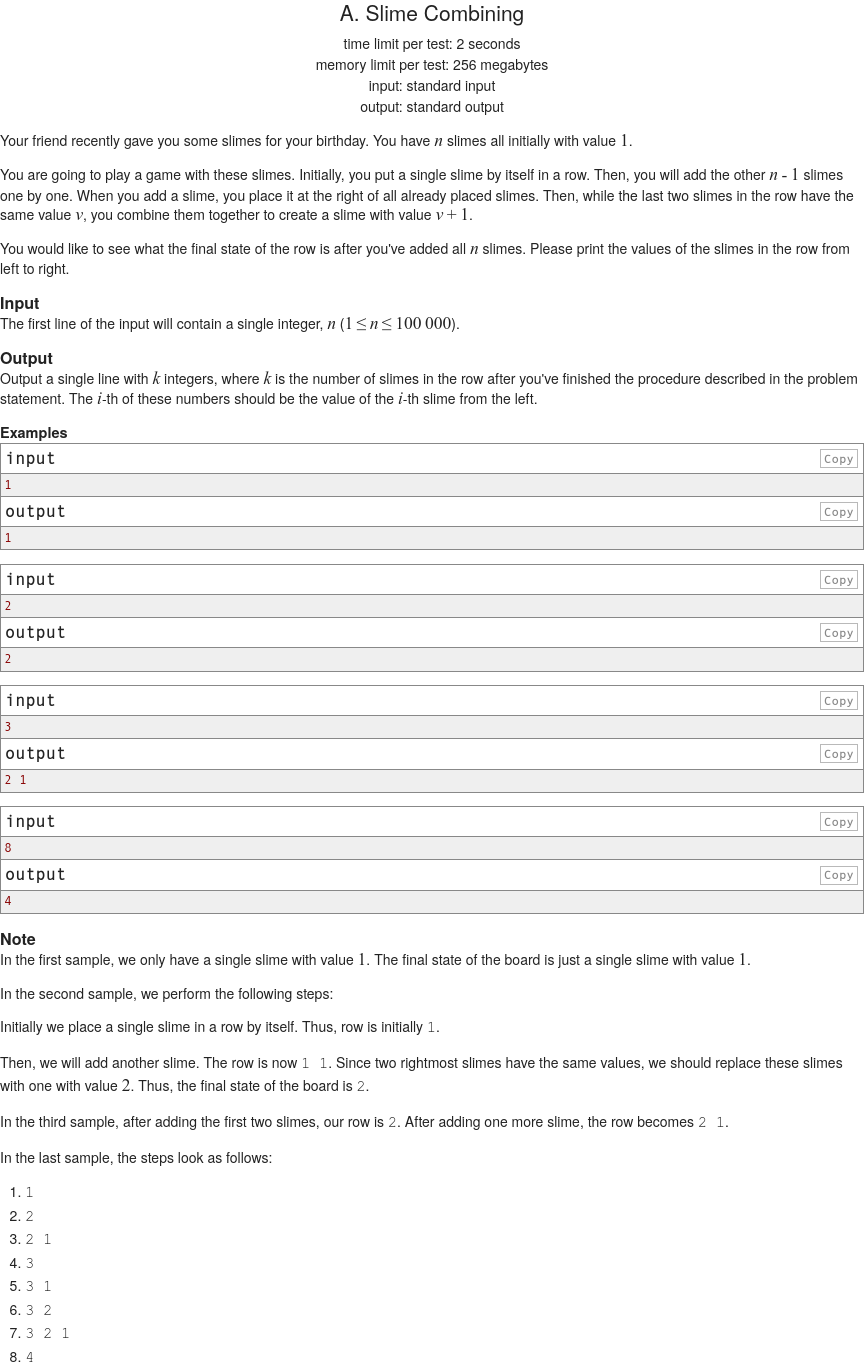 A. Slime Combining
time limit per test: 2 seconds
memory limit per test: 256 megabytes
input: standard input
output: standard output
Your friend recently gave you some slimes for your birthday. You have n slimes all initially with value 1.
You are going to play a game with these slimes. Initially, you put a single slime by itself in a row. Then, you will add the other n - 1 slimes
one by one. When you add a slime, you place it at the right of all already placed slimes. Then, while the last two slimes in the row have the
same value v, you combine them together to create a slime with value v + 1.
You would like to see what the final state of the row is after you've added all n slimes. Please print the values of the slimes in the row from
left to right.
Input
The first line of the input will contain a single integer, n (1 ≤ n ≤ 100 000).
Output
Output a single line with k integers, where k is the number of slimes in the row after you've finished the procedure described in the problem
statement. The i-th of these numbers should be the value of the i-th slime from the left.
Examples
input Copy
1
output Copy
1
input Copy
2
output Copy
2
input Copy
3
output Copy
2 1
input Copy
8
output Copy
4
Note
In the first sample, we only have a single slime with value 1. The final state of the board is just a single slime with value 1.
In the second sample, we perform the following steps:
Initially we place a single slime in a row by itself. Thus, row is initially 1.
Then, we will add another slime. The row is now 1 1. Since two rightmost slimes have the same values, we should replace these slimes
with one with value 2. Thus, the final state of the board is 2.
In the third sample, after adding the first two slimes, our row is 2. After adding one more slime, the row becomes 2 1.
In the last sample, the steps look as follows:
1. 1
2. 2
3. 2 1
4. 3
5. 3 1
6. 3 2
7. 3 2 1
8. 4